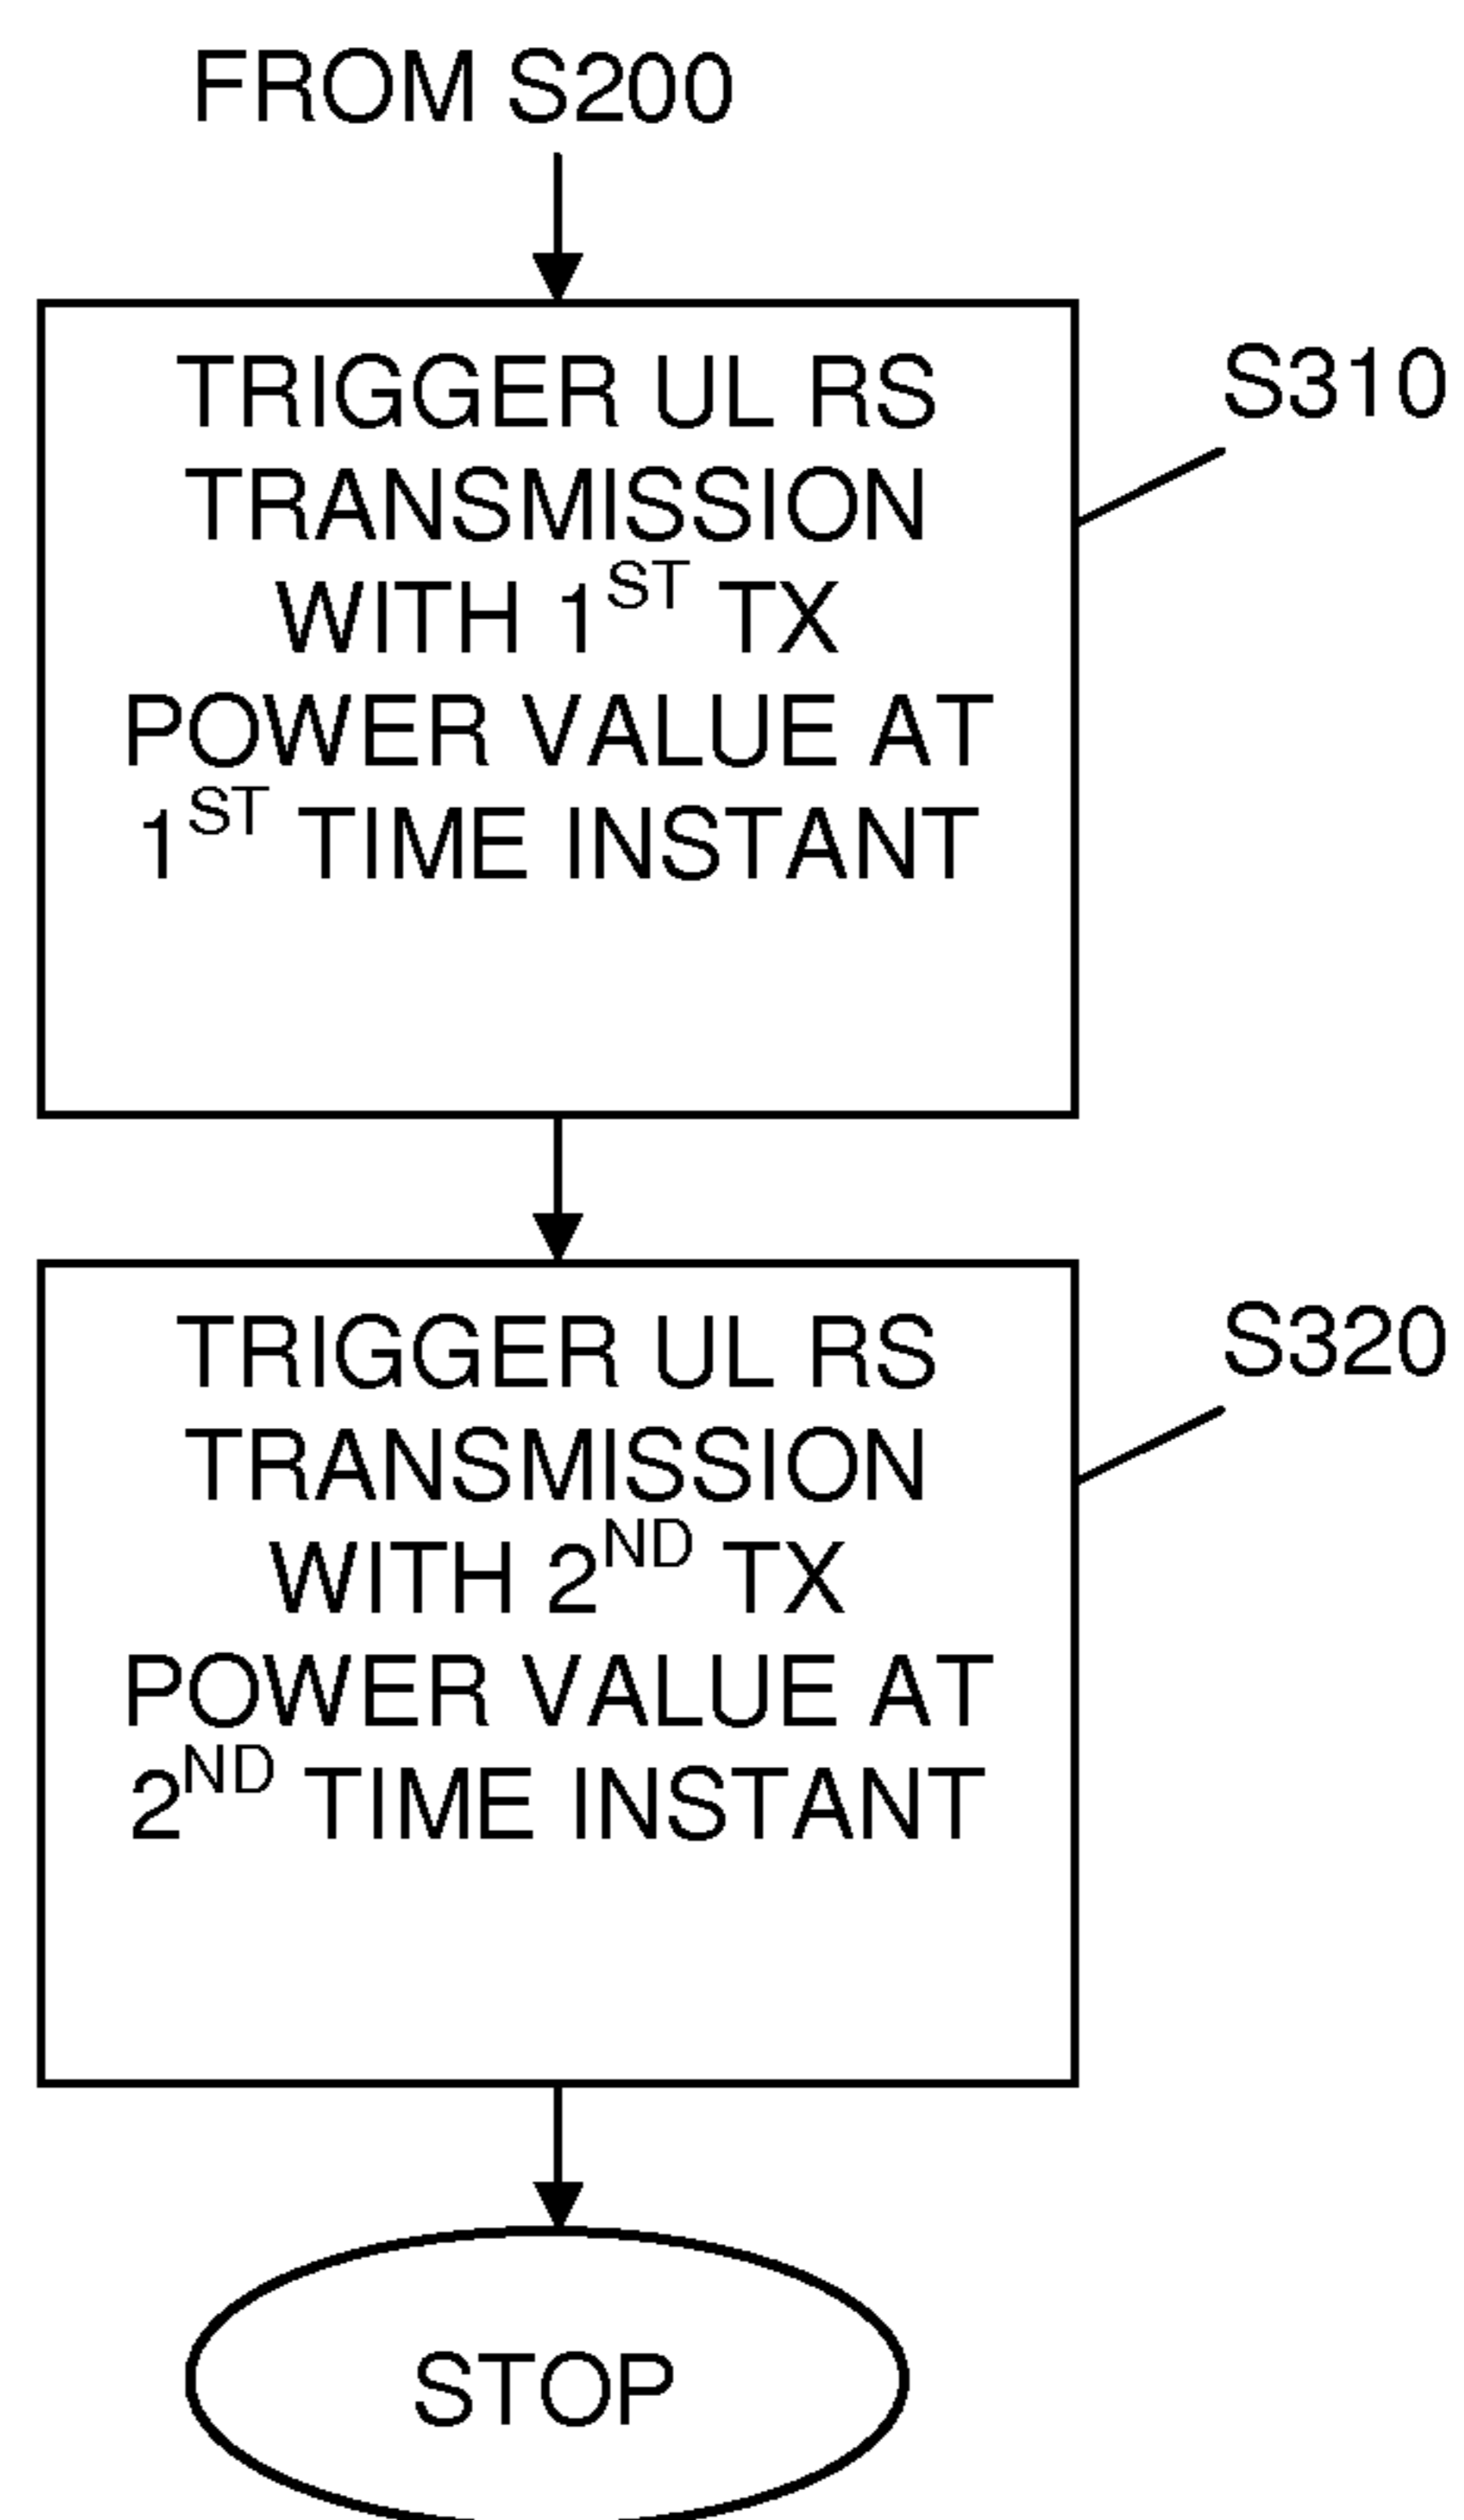 FROM S200
TRIGGER UL RS
TRANSMISSION
WITH 1ST TX
POWER VALUE AT
1ST TIME INSTANT
S310
TRIGGER UL RS
TRANSMISSION
WITH 2ND TX
POWER VALUE AT
2ND TIME INSTANT
S320
STOP